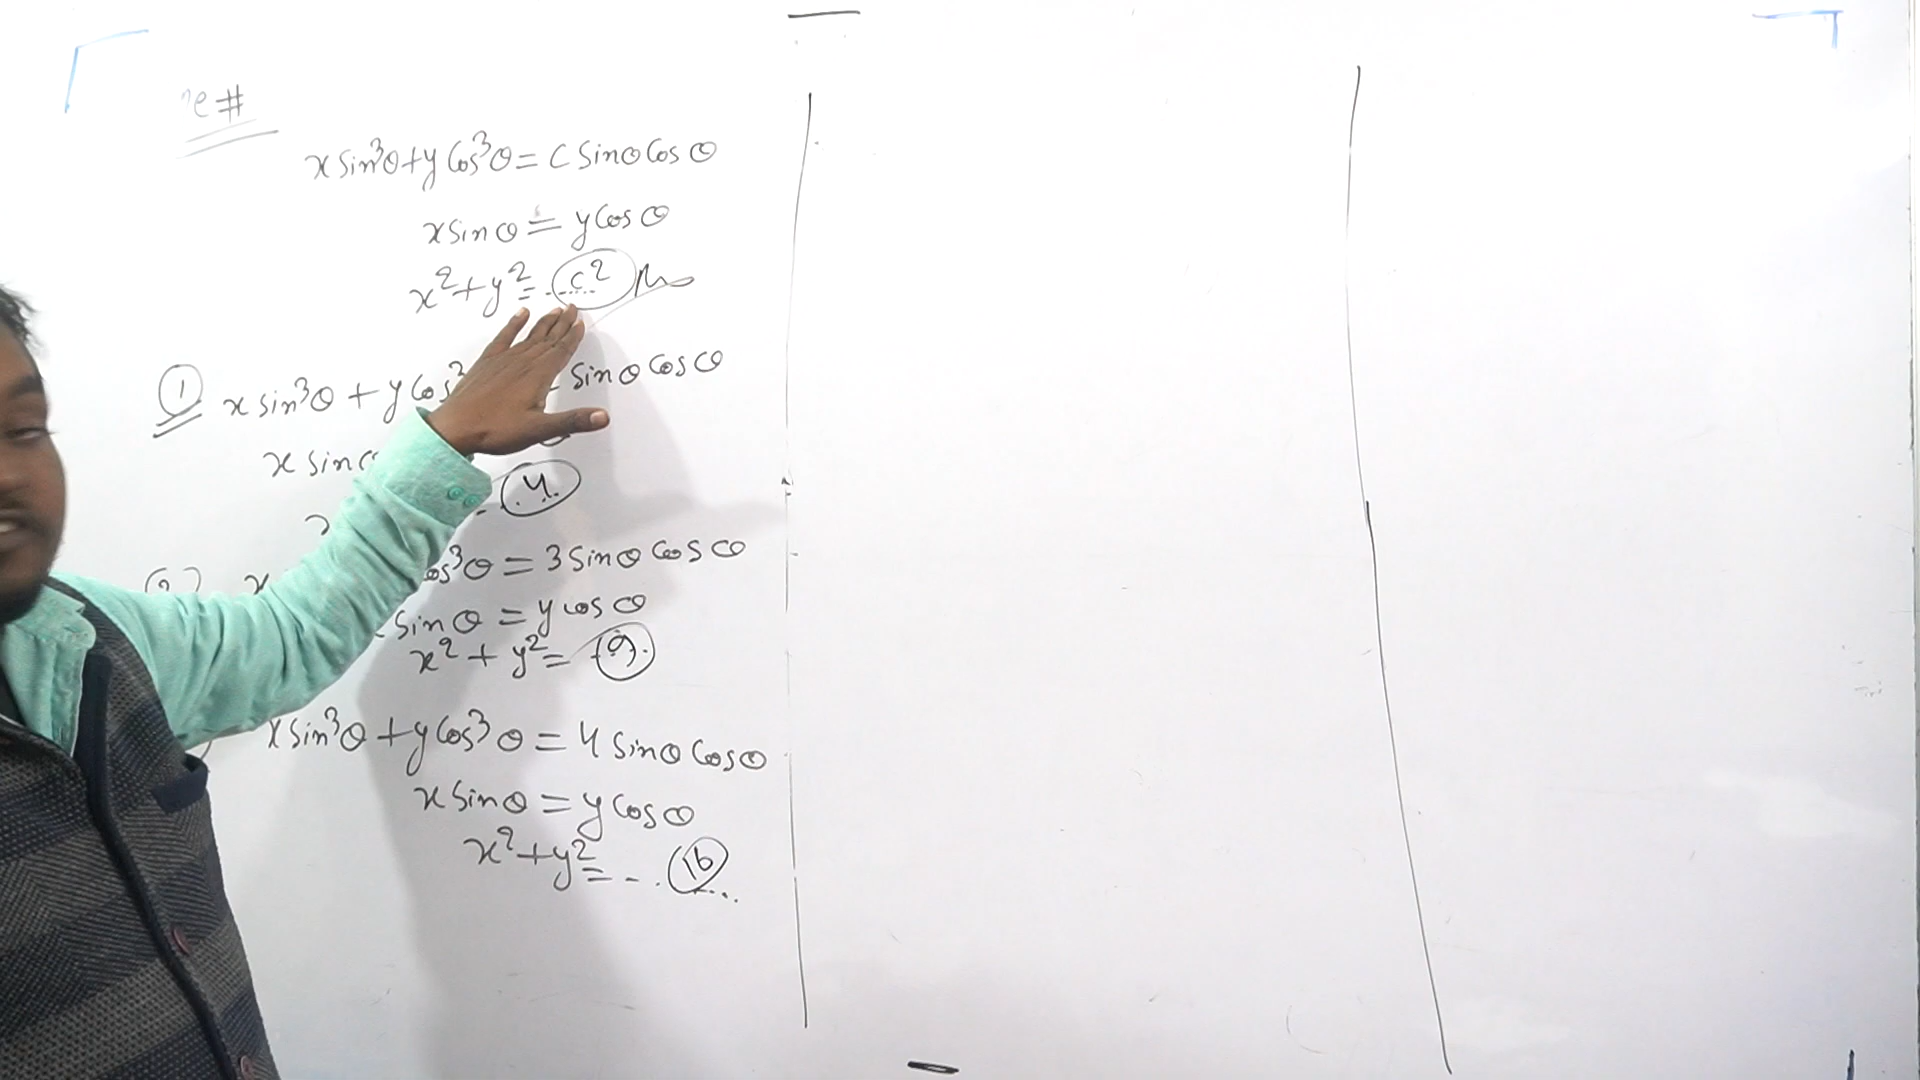 e#
x sin³θ + y cos³θ = c sinθ cosθ
x sinθ = y cosθ
x² + y² = ..... c²
① x sin³θ + y cos sinθ cosθ
x sin
4
cos³θ = 3 sinθ cosθ
sinθ = y cosθ
x² + y² = 9
x sin³θ + y cos³θ = 4 sinθ cosθ
x sinθ = y cosθ
x² + y² = - . 16